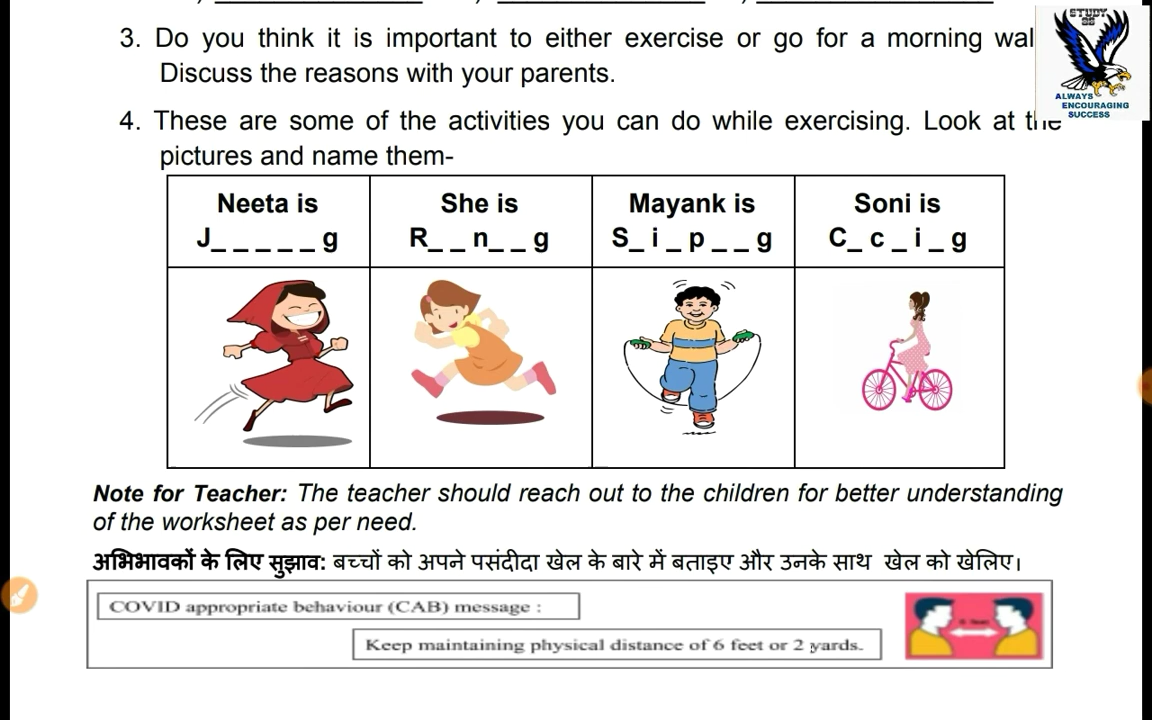 3. Do you think it is important to either exercise or go for a morning wal
Discuss the reasons with your parents.
4. These are some of the activities you can do while exercising. Look at the
pictures and name them-
Neeta is
J_ _ _ _ _ g
She is
R_ _ n_ _ g
Mayank is
S_ i _ p _ _ g
Soni is
C_ c _ i _ g
Note for Teacher: The teacher should reach out to the children for better understanding
of the worksheet as per need.
अभिभावकों के लिए सुझाव: बच्चों को अपने पसंदीदा खेल के बारे में बताइए और उनके साथ खेल को खेलिए।
COVID appropriate behaviour (CAB) message :
Keep maintaining physical distance of 6 feet or 2 yards.
STUDY
ALWAYS
ENCOURAGING
SUCCESS